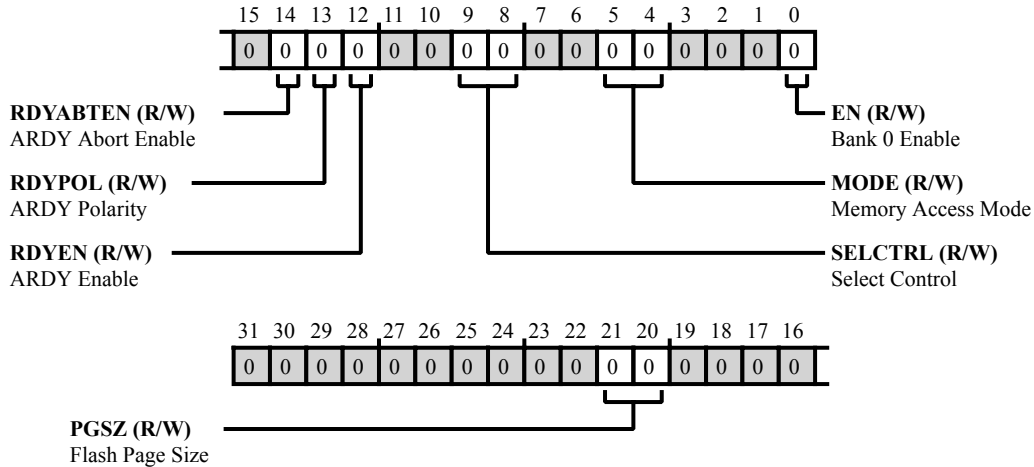 15 14 13 12 11 10 9 8 7 6 5 4 3 2 1 0
0 0 0 0 0 0 0 0 0 0 0 0 0 0 0 0
RDYABTEN (R/W)
ARDY Abort Enable
EN (R/W)
Bank 0 Enable
RDYPOL (R/W)
ARDY Polarity
MODE (R/W)
Memory Access Mode
RDYEN (R/W)
ARDY Enable
SELCTRL (R/W)
Select Control
31 30 29 28 27 26 25 24 23 22 21 20 19 18 17 16
0 0 0 0 0 0 0 0 0 0 0 0 0 0 0 0
PGSZ (R/W)
Flash Page Size